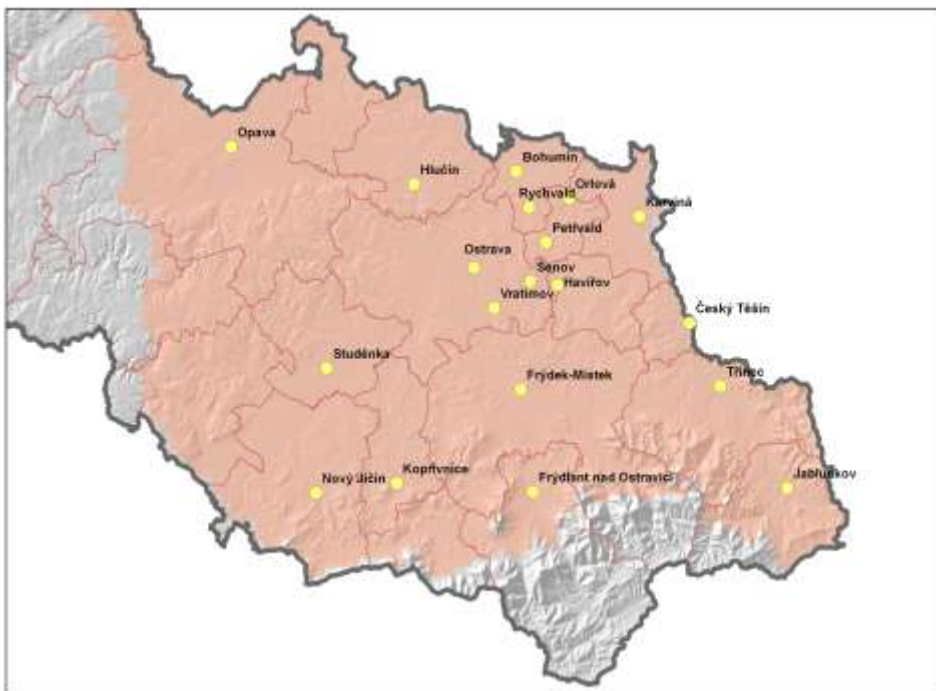 Opava
Bohumín
Hlučín
Orlová
Rychvald
Karviná
Petřvald
Ostrava
Šenov
Havířov
Vratimov
Český Těšín
Studénka
Třinec
Frýdek-Místek
Kopřivnice
Nový Jičín
Frýdlant nad Ostravicí
Jablunkov